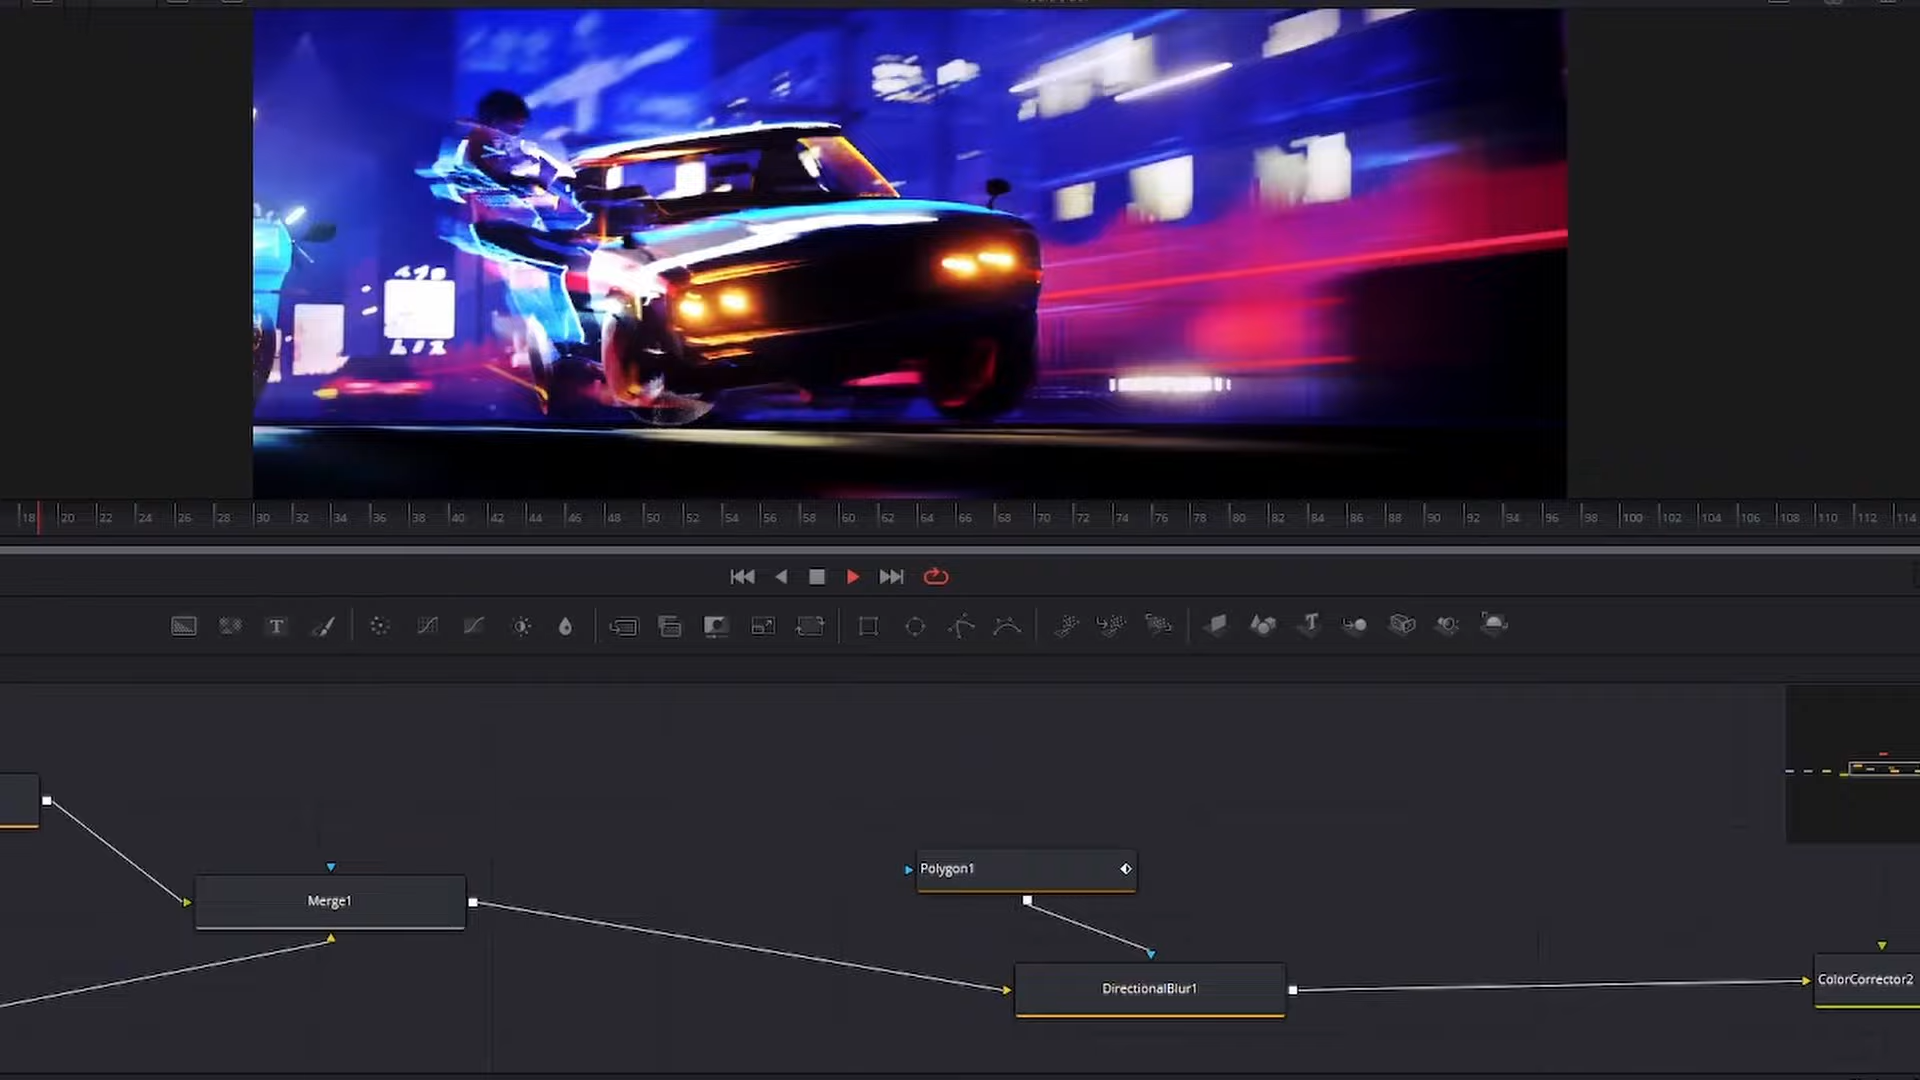 18 20 22 24 26 28 30 32 34 36 38 40 42 44 46 48 50 52 54 56 58 60 62 64 66 68 70 72 74 76 78 80 82 84 86 88 90 92 94 96 98 100 102 104 106 108 110 112 114
Polygon1
Merge1
DirectionalBlur1
ColorCorrector2